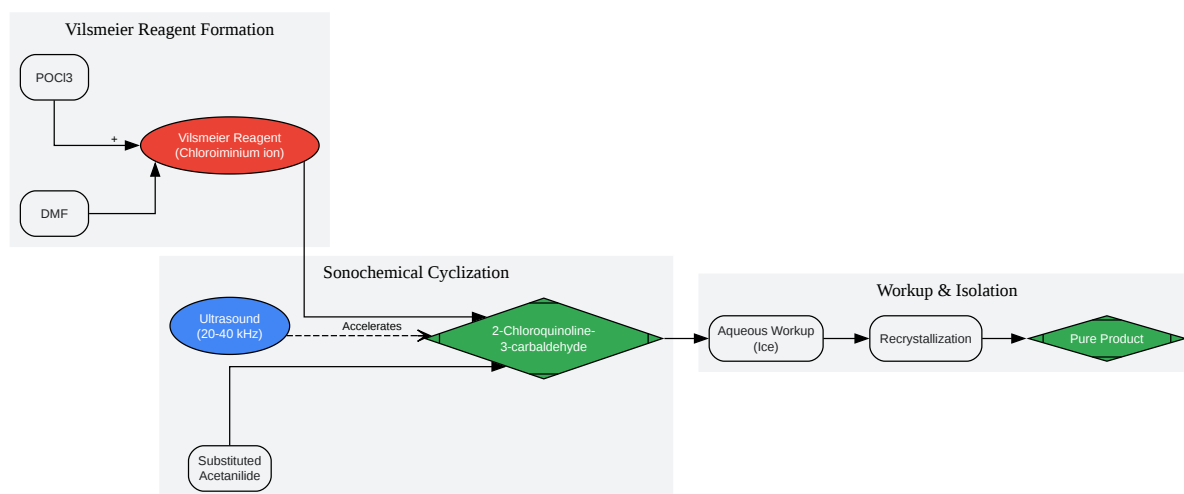 Vilsmeier Reagent Formation
POCl3
+
Vilsmeier Reagent
(Chloroiminium ion)
DMF
Sonochemical Cyclization
Ultrasound
(20-40 kHz)
Accelerates
2-Chloroquinoline-
3-carbaldehyde
Substituted
Acetanilide
Workup & Isolation
Aqueous Workup
(Ice)
Recrystallization
Pure Product